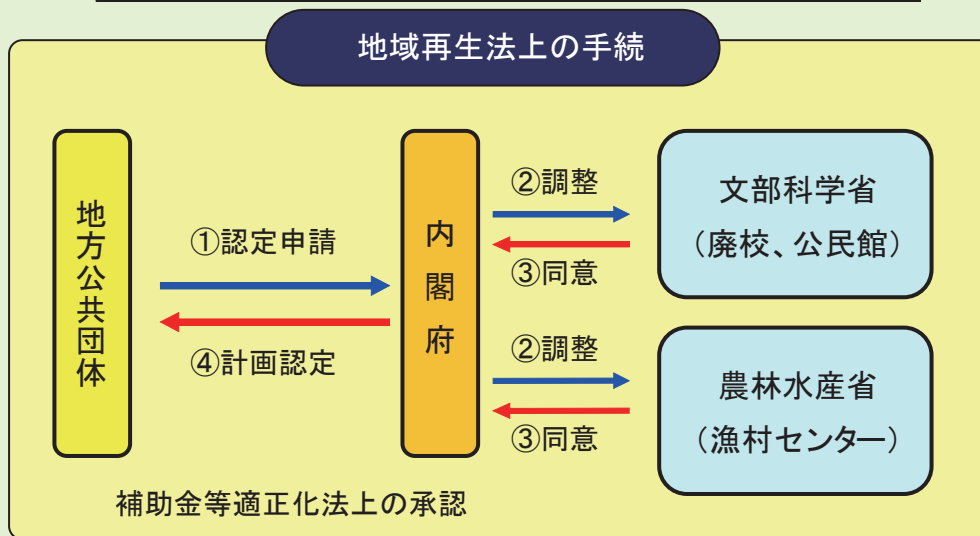 地域再生法上の手続
地方公共団体
①認定申請
④計画認定
内閣府
②調整
③同意
文部科学省
（廃校、公民館）
②調整
③同意
農林水産省
（漁村センター）
補助金等適正化法上の承認